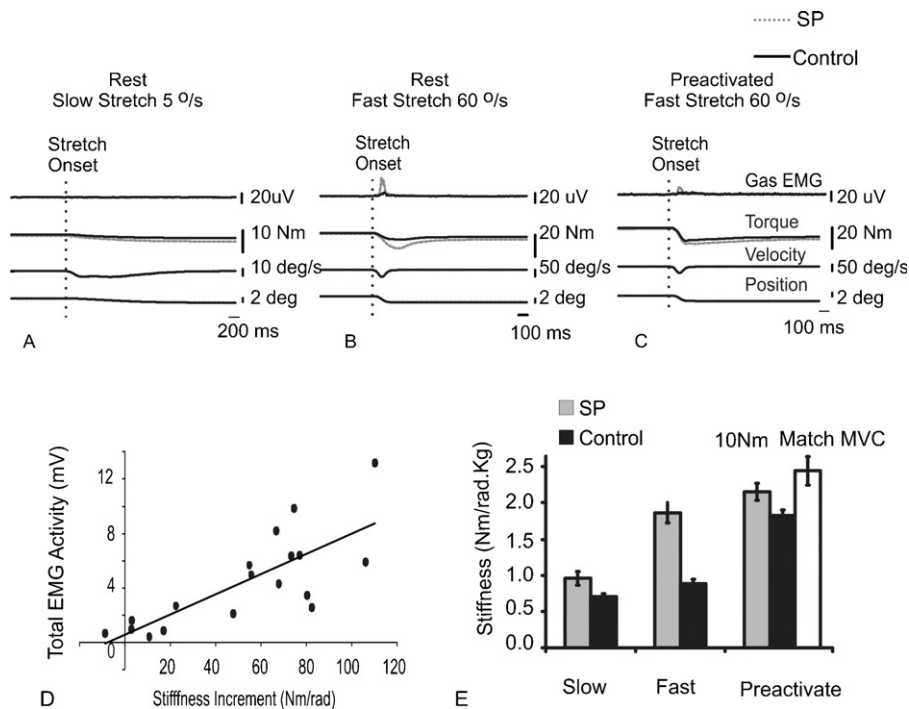 SP
Control
Rest
Slow Stretch 5 º/s
Rest
Fast Stretch 60 º/s
Preactivated
Fast Stretch 60 º/s
Stretch
Onset
Stretch
Onset
Stretch
Onset
20uV
10 Nm
10 deg/s
2 deg
200 ms
A
20 uV
20 Nm
50 deg/s
2 deg
100 ms
B
Gas EMG
Torque
Velocity
Position
20 uV
20 Nm
50 deg/s
2 deg
100 ms
C
Total EMG Activity (mV)
12
8
4
0
20
40
60
80
100
120
Stifffness Increment (Nm/rad)
D
SP
Control
10Nm Match MVC
Stiffness (Nm/rad.Kg)
2.5
2.0
1.5
1.0
0.5
0.0
Slow
Fast
Preactivate
E